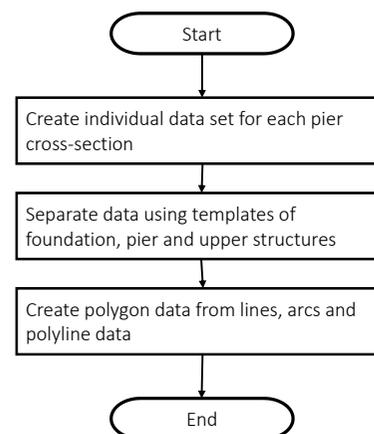 Start
Create individual data set for each pier
cross-section
Separate data using templates of
foundation, pier and upper structures
Create polygon data from lines, arcs and
polyline data
End